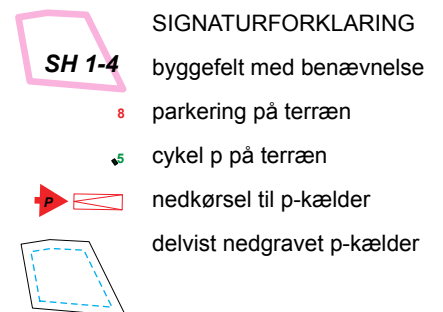 SIGNATURFORKLARING
SH 1-4 byggefelt med benævnelse
8 parkering på terræn
5 cykel p på terræn
P nedkørsel til p-kælder
delvist nedgravet p-kælder